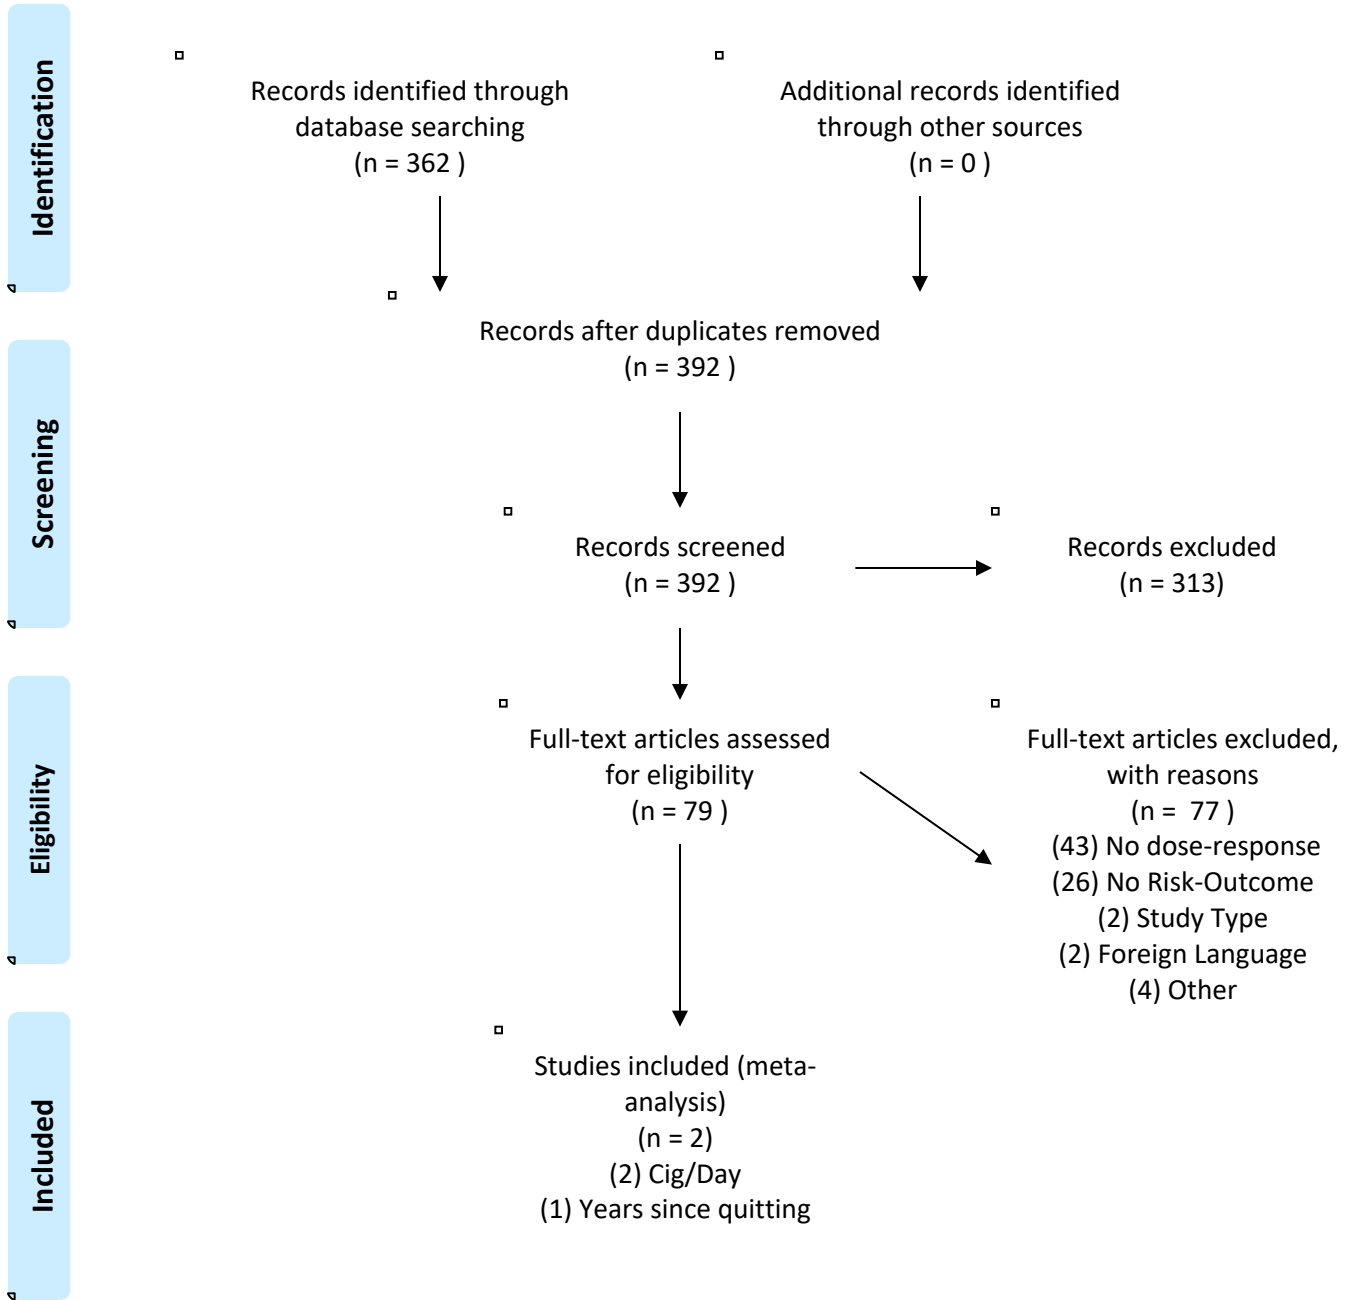 Identification
Records identified through
database searching
(n = 362 )
Additional records identified
through other sources
(n = 0 )
Records after duplicates removed
(n = 392 )
Screening
Records screened
(n = 392 )
Records excluded
(n = 313)
Eligibility
Full-text articles assessed
for eligibility
(n = 79 )
Full-text articles excluded,
with reasons
(n =  77 )
(43) No dose-response
(26) No Risk-Outcome
(2) Study Type
(2) Foreign Language
(4) Other
Included
Studies included (meta-
analysis)
(n = 2)
(2) Cig/Day
(1) Years since quitting